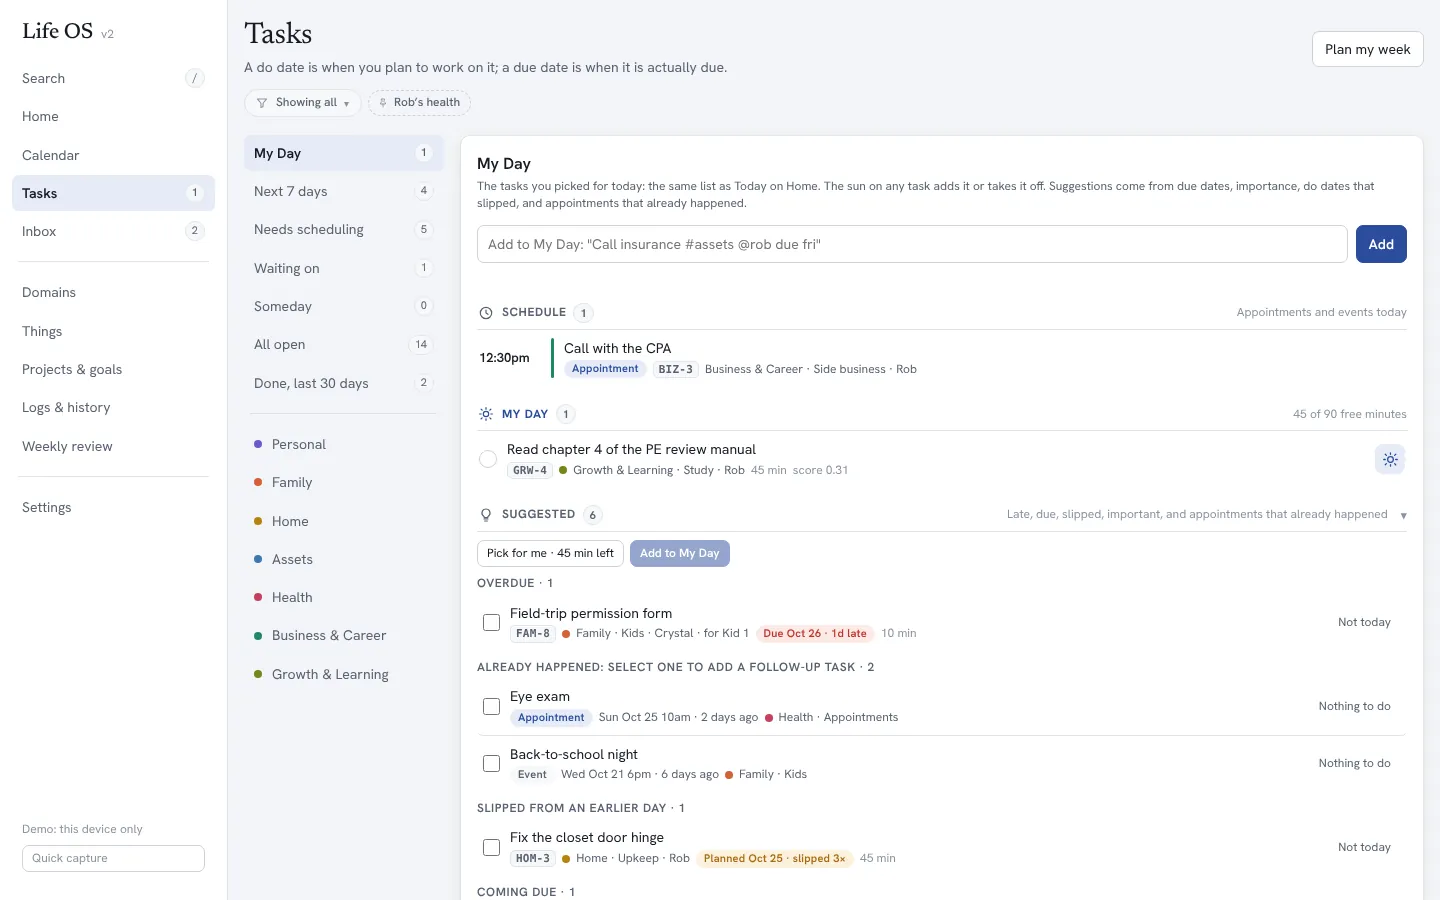 Life OS v2
Search /
Home
Calendar
Tasks 1
Inbox 2
Domains
Things
Projects & goals
Logs & history
Weekly review
Settings
Demo: this device only
Quick capture
Tasks
A do date is when you plan to work on it; a due date is when it is actually due.
Plan my week
Showing all ▾
Rob's health
My Day 1
Next 7 days 4
Needs scheduling 5
Waiting on 1
Someday 0
All open 14
Done, last 30 days 2
Personal
Family
Home
Assets
Health
Business & Career
Growth & Learning
My Day
The tasks you picked for today: the same list as Today on Home. The sun on any task adds it or takes it off. Suggestions come from due dates, importance, do dates that
slipped, and appointments that already happened.
Add to My Day: "Call insurance #assets @rob due fri"
Add
SCHEDULE 1
Appointments and events today
12:30pm
Call with the CPA
Appointment BIZ-3 Business & Career · Side business · Rob
MY DAY 1
45 of 90 free minutes
Read chapter 4 of the PE review manual
GRW-4 Growth & Learning · Study · Rob 45 min score 0.31
SUGGESTED 6
Late, due, slipped, important, and appointments that already happened ▾
Pick for me · 45 min left
Add to My Day
OVERDUE · 1
Field-trip permission form
FAM-8 Family · Kids · Crystal · for Kid 1 Due Oct 26 · 1d late 10 min
Not today
ALREADY HAPPENED: SELECT ONE TO ADD A FOLLOW-UP TASK · 2
Eye exam
Appointment Sun Oct 25 10am · 2 days ago Health · Appointments
Nothing to do
Back-to-school night
Event Wed Oct 21 6pm · 6 days ago Family · Kids
Nothing to do
SLIPPED FROM AN EARLIER DAY · 1
Fix the closet door hinge
HOM-3 Home · Upkeep · Rob Planned Oct 25 · slipped 3× 45 min
Not today
COMING DUE · 1